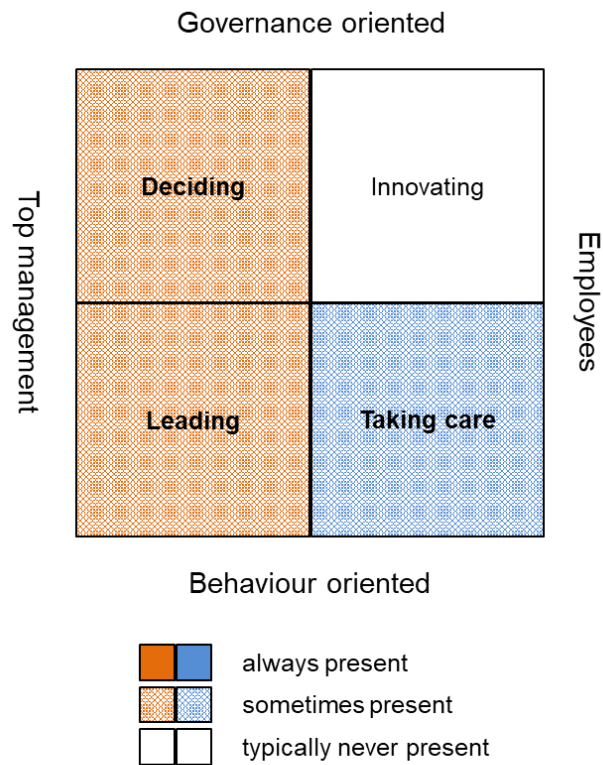 Governance oriented
Top management
Deciding
Innovating
Employees
Leading
Taking care
Behaviour oriented
always present
sometimes present
typically never present